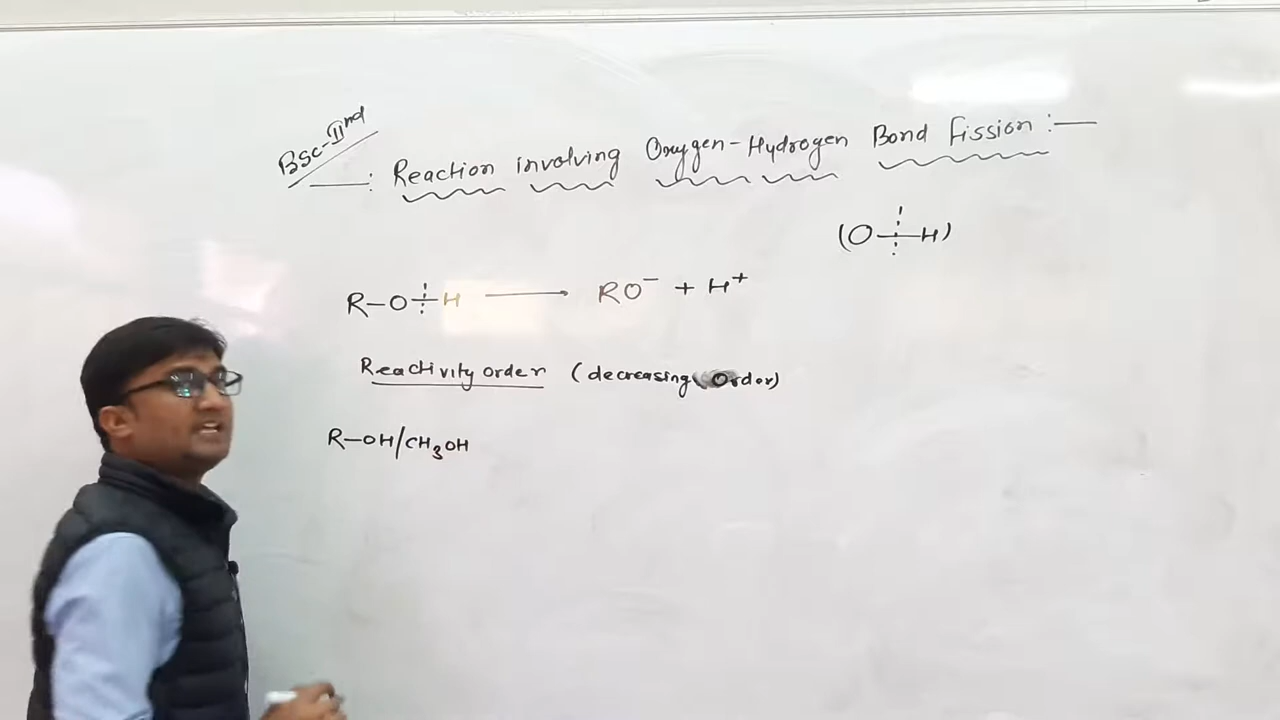 BSc-IInd
: Reaction involving Oxygen-Hydrogen Bond fission :—
(O—H)
R—O—H → RO⁻ + H⁺
Reactivity order (decreasing Order)
R—OH/CH₃OH